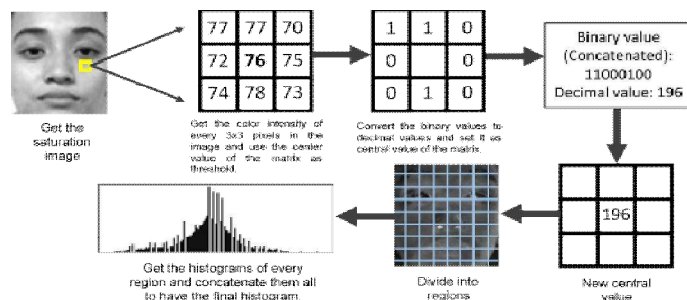 77 77 70
72 76 75
74 78 73
1 1 0
0 0
0 1 0
Binary value
(Concatenated):
11000100
Decimal value: 196
Get the
saturation
image
Get the color intensity of
every 3x3 pixels in the
image and use the center
value of the matrix as
threshold.
Convert the binary values to
decimal values and set it as
central value of the matrix.
196
Get the histograms of every
region and concatenate them all
to have the final histogram.
Divide into
regions
New central
value